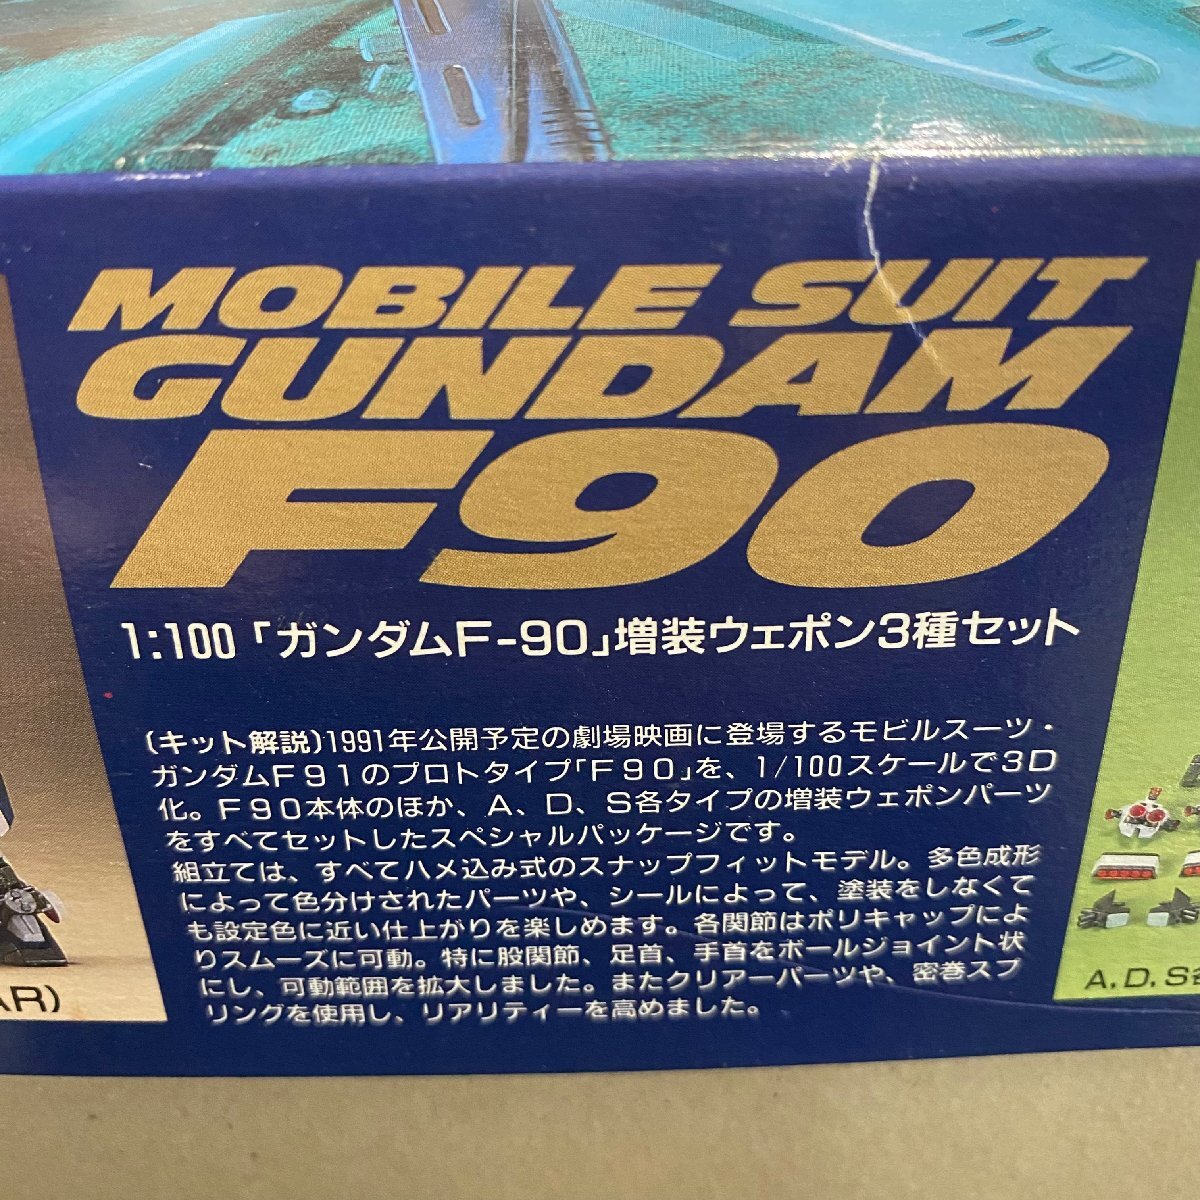 D
MOBILE SUIT
GUNDAM
F90
1:100「ガンダムF-90」増装ウェポン3種セット
〔キット解説〕1991年公開予定の劇場映画に登場するモビルスーツ・
ガンダムF91のプロトタイプ「F90」を、1/100スケールで3D
化。F90本体のほか、A、D、S各タイプの増装ウェポンパーツ
をすべてセットしたスペシャルパッケージです。
組立ては、すべてハメ込み式のスナップフィットモデル。多色成形
によって色分けされたパーツや、シールによって、塗装をしなくて
も設定色に近い仕上がりを楽しめます。各関節はポリキャップによ
りスムーズに可動。特に股関節、足首、手首をボールジョイント状
にし、可動範囲を拡大しました。またクリアーパーツや、密巻スプ
リングを使用し、リアリティーを高めました。
AR)
A.D.S各